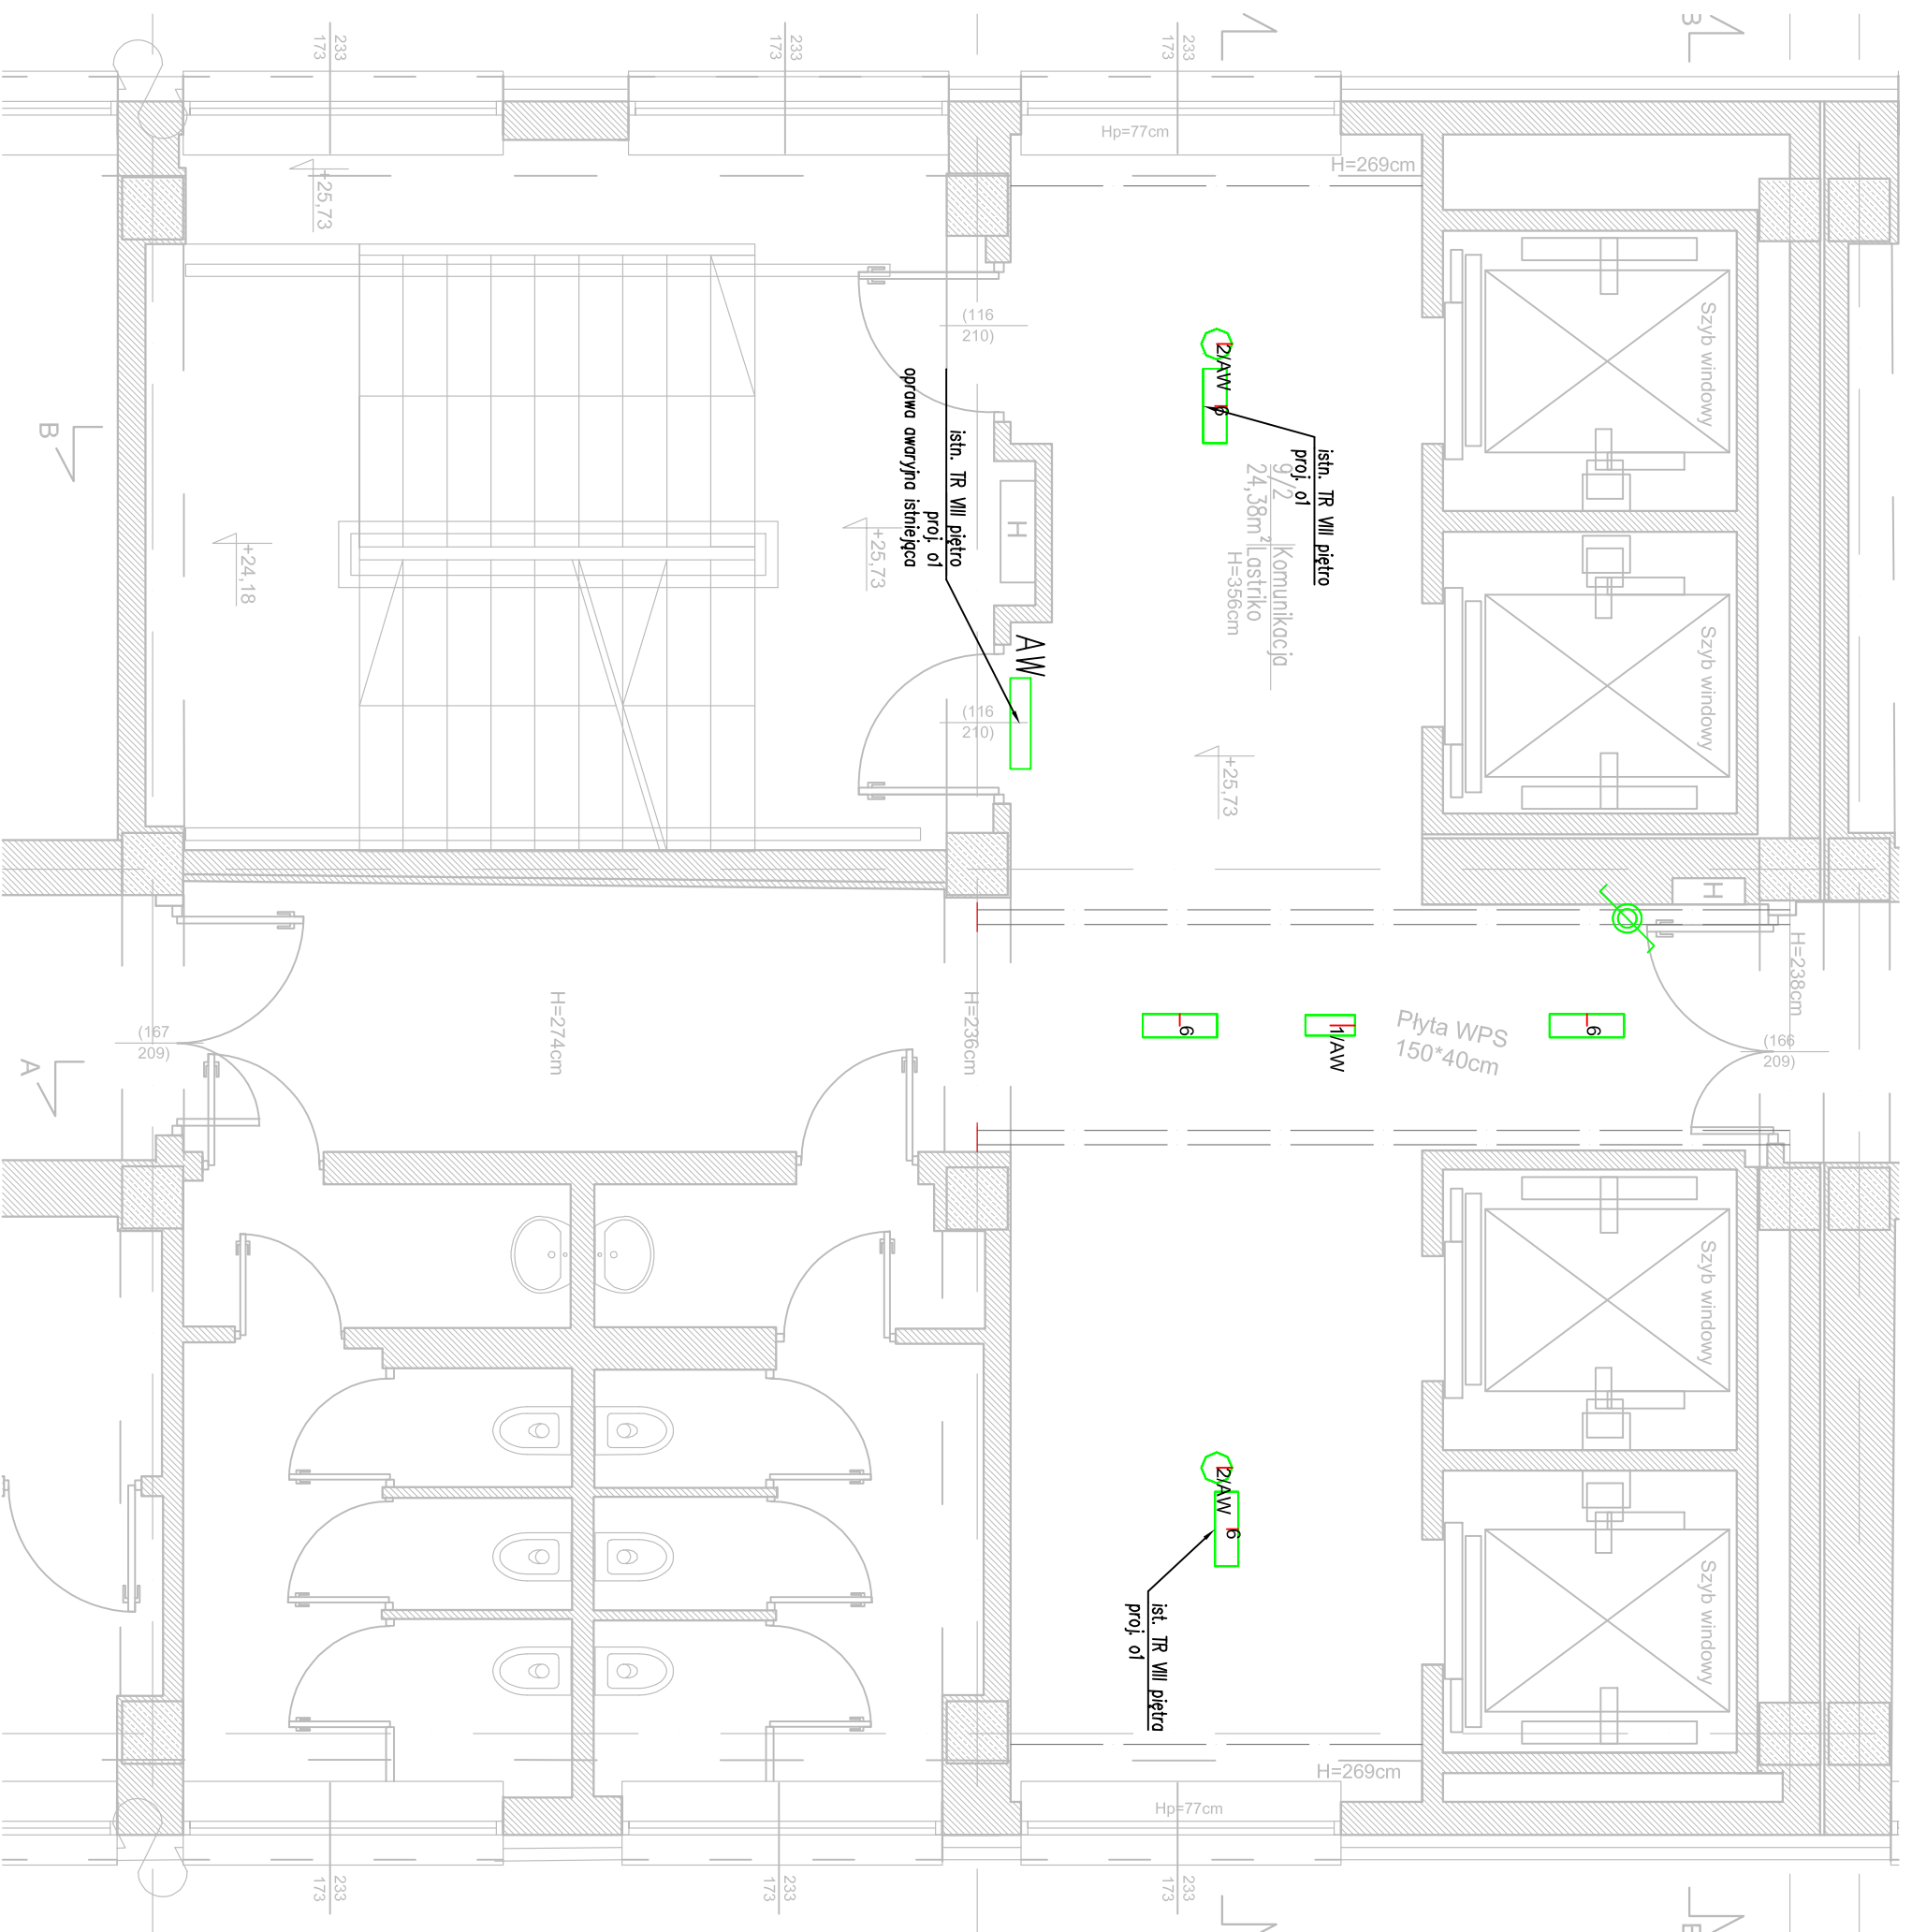 B
233
173
233
173
233
173
Hp=77cm
H=269cm
+25,73
Szyb windowy
(116
210)
2/AW
6
istn. TR VIII piętro
proj. o1
istn. TR VIII piętro
proj. o1
oprawa awaryjna istniejąca
9/2
Komunikacja
24,38m²
Lastriko
H=356cm
H
B
+24,18
+25,73
Szyb windowy
AW
(116
210)
+25,73
H
H=238cm
H=274cm
H=236cm
6
1/AW
Płyta WPS
150*40cm
6
(167
209)
(166
209)
A
Szyb windowy
2/AW
6
ist. TR VIII piętra
proj. o1
Szyb windowy
H=269cm
Hp=77cm
233
173
233
173
233
173